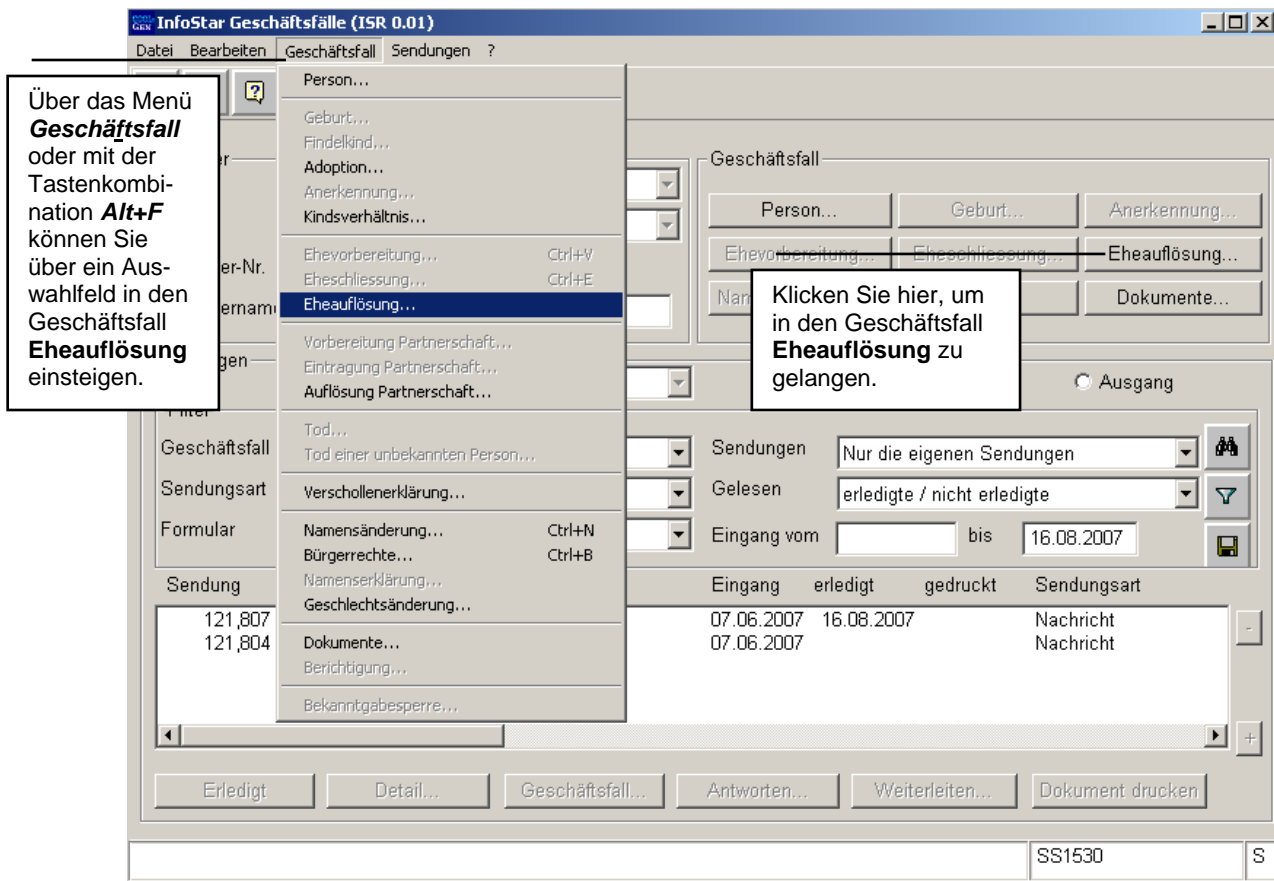 InfoStar Geschäftsfälle (ISR 0.01)
Datei Bearbeiten Geschäftsfall Sendungen ?
Über das Menü
Geschäftsfall
oder mit der
Tastenkombi-
nation Alt+F
können Sie
über ein Aus-
wahlfeld in den
Geschäftsfall
Eheauflösung
einsteigen.
Person...
Geburt...
Findelkind...
Adoption...
Anerkennung...
Kindsverhältnis...
Ehevorbereitung... Ctrl+V
Eheschliessung... Ctrl+E
Eheauflösung...
Vorbereitung Partnerschaft...
Eintragung Partnerschaft...
Auflösung Partnerschaft...
Tod...
Tod einer unbekannten Person...
Verschollenerklärung...
Namensänderung... Ctrl+N
Bürgerrechte... Ctrl+B
Namenserklärung...
Geschlechtsänderung...
Dokumente...
Berichtigung...
Bekanntgabesperre...
Geschäftsfall
Person... Geburt... Anerkennung...
Ehevorbereitung... Eheschliessung... Eheauflösung...
Dokumente...
Klicken Sie hier, um
in den Geschäftsfall
Eheauflösung zu
gelangen.
er-Nr.
Ausgang
Filter
Geschäftsfall Sendungen Nur die eigenen Sendungen
Sendungsart Gelesen erledigte / nicht erledigte
Formular Eingang vom bis 16.08.2007
Sendung Eingang erledigt gedruckt Sendungsart
121,807 07.06.2007 16.08.2007 Nachricht
121,804 07.06.2007 Nachricht
Erledigt Detail... Geschäftsfall... Antworten... Weiterleiten... Dokument drucken
SS1530 S